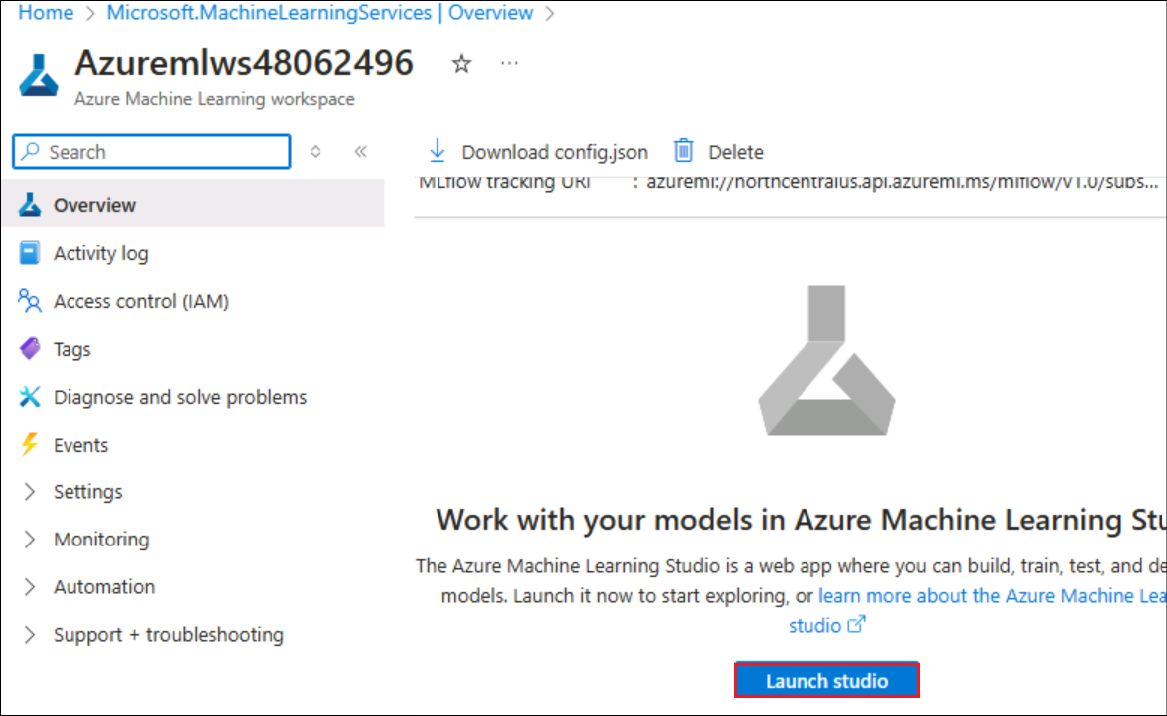 Home > Microsoft.MachineLearningServices | Overview >
Azuremlws48062496
Azure Machine Learning workspace
Search
Download config.json
Delete
MLflow tracking URI : azureml://northcentralus.api.azureml.ms/mlflow/v1.0/subs...
Overview
Activity log
Access control (IAM)
Tags
Diagnose and solve problems
Events
Settings
Monitoring
Automation
Support + troubleshooting
Work with your models in Azure Machine Learning Stu
The Azure Machine Learning Studio is a web app where you can build, train, test, and de
models. Launch it now to start exploring, or learn more about the Azure Machine Lea
studio
Launch studio